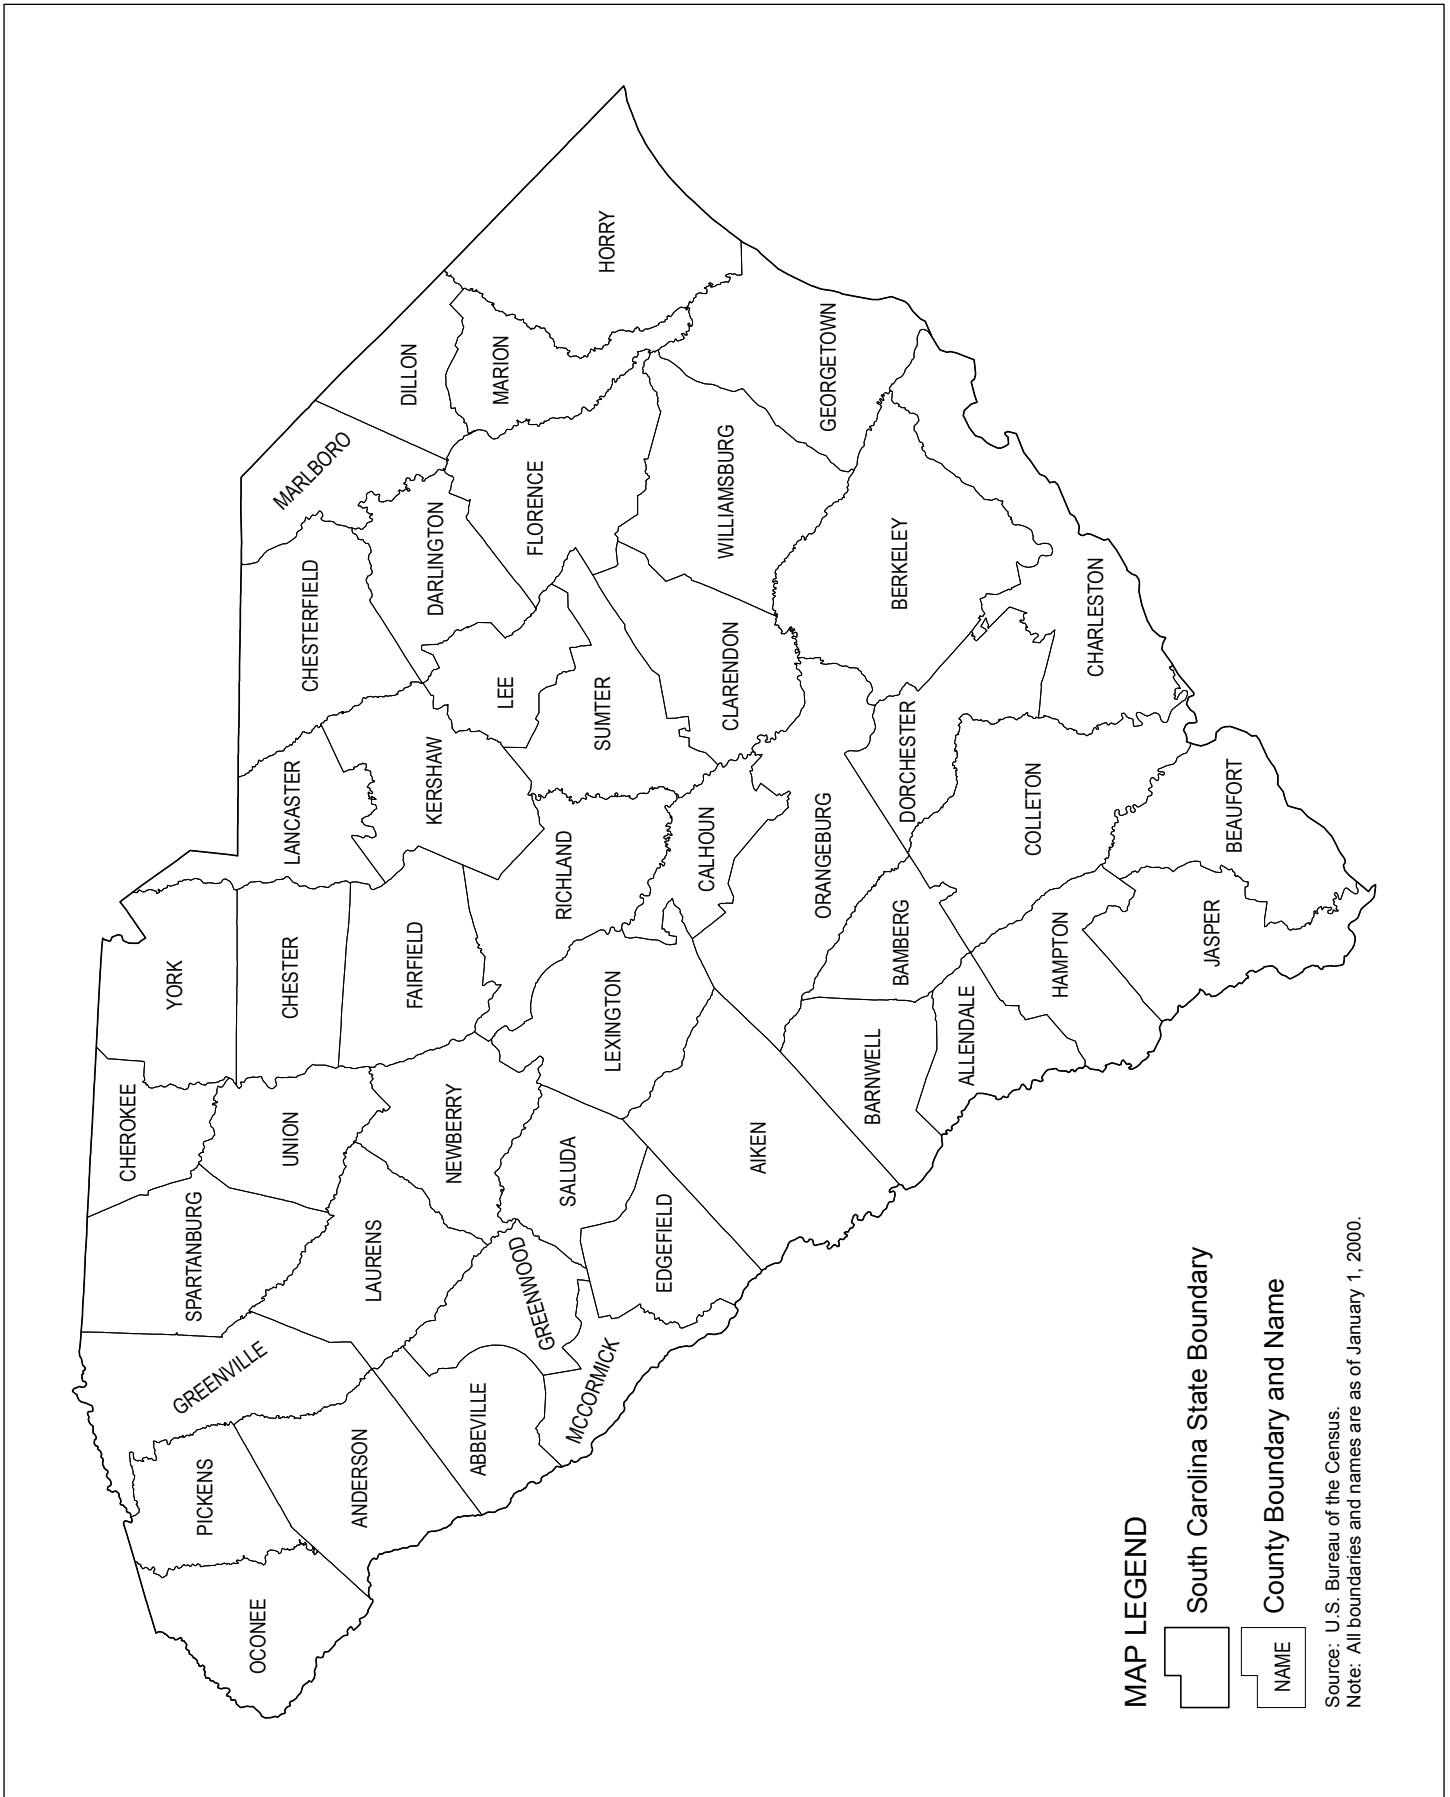 OCONEE
PICKENS
GREENVILLE
SPARTANBURG
CHEROKEE
YORK
ANDERSON
LAURENS
UNION
CHESTER
LANCASTER
CHESTERFIELD
MARLBORO
ABBEVILLE
GREENWOOD
NEWBERRY
FAIRFIELD
KERSHAW
DARLINGTON
DILLON
MCCORMICK
SALUDA
LEXINGTON
RICHLAND
LEE
FLORENCE
MARION
HORRY
EDGEFIELD
AIKEN
CALHOUN
SUMTER
CLARENDON
WILLIAMSBURG
GEORGETOWN
BARNWELL
BAMBERG
ORANGEBURG
DORCHESTER
BERKELEY
ALLENDALE
HAMPTON
COLLETON
CHARLESTON
JASPER
BEAUFORT
MAP LEGEND
South Carolina State Boundary
NAME County Boundary and Name
Source: U.S. Bureau of the Census.
Note: All boundaries and names are as of January 1, 2000.